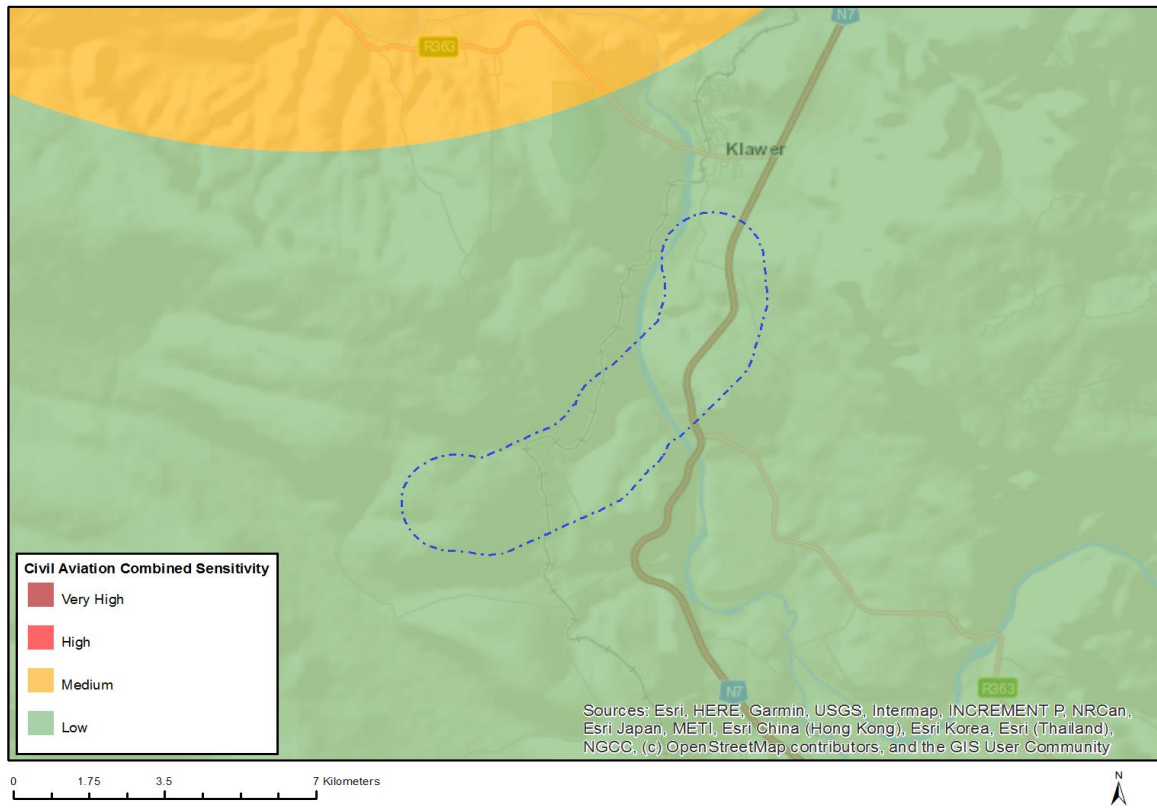 N7
R363
Klawer
Civil Aviation Combined Sensitivity
Very High
High
Medium
Low
N7
R363
Sources: Esri, HERE, Garmin, USGS, Intermap, INCREMENT P, NRCan,
Esri Japan, METI, Esri China (Hong Kong), Esri Korea, Esri (Thailand),
NGCC, (c) OpenStreetMap contributors, and the GIS User Community
0 1.75 3.5 7 Kilometers
N